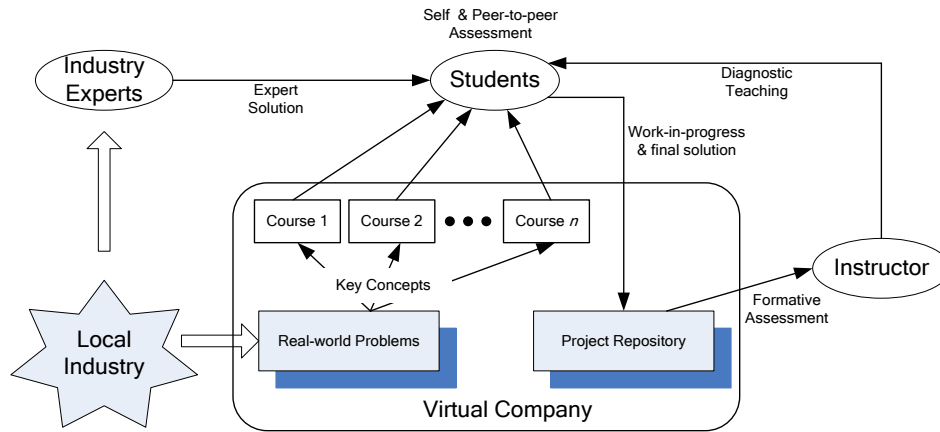 Self & Peer-to-peer
Assessment
Industry
Experts
Students
Expert
Solution
Diagnostic
Teaching
Work-in-progress
& final solution
Course 1
Course 2
Course n
Key Concepts
Instructor
Formative
Assessment
Local
Industry
Real-world Problems
Project Repository
Virtual Company